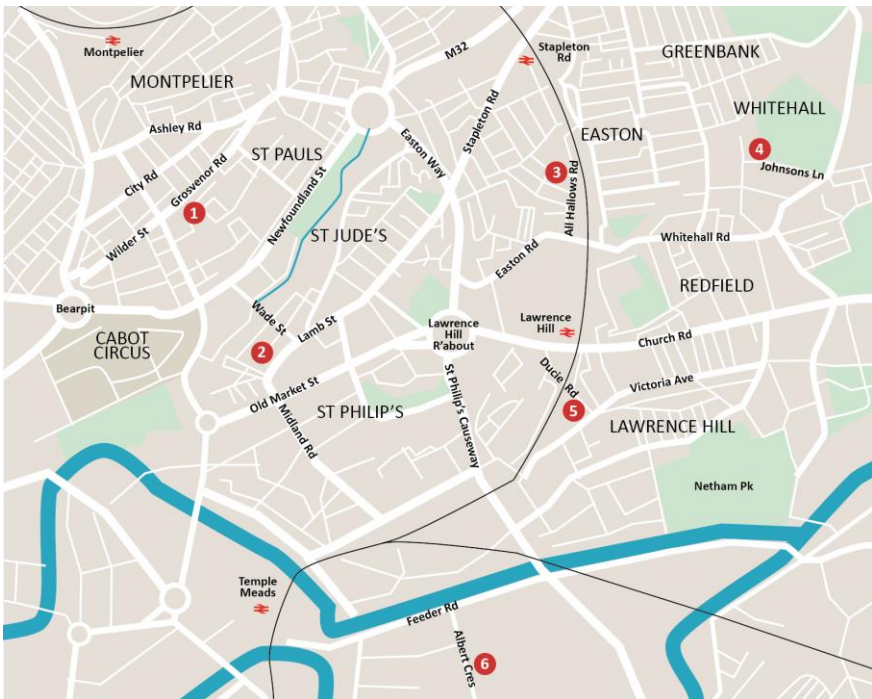 Montpelier
MONTPELIER
M32
Stapleton
Rd
GREENBANK
WHITEHALL
Ashley Rd
Stapleton Rd
EASTON
ST PAULS
Easton Way
4
City Rd
Grosvenor Rd
3
Johnsons Ln
1
Newfoundland St
All Hallows Rd
Wilder St
ST JUDE'S
Easton Rd
Whitehall Rd
REDFIELD
Bearpit
Wade St
Lamb St
Lawrence
Hill
R'about
Lawrence
Hill
Church Rd
CABOT
CIRCUS
2
Ducie Rd
Victoria Ave
Old Market St
ST PHILIP'S
St Philip's Causeway
5
LAWRENCE HILL
Midland Rd
Netham Pk
Temple
Meads
Feeder Rd
Albert Cres
6